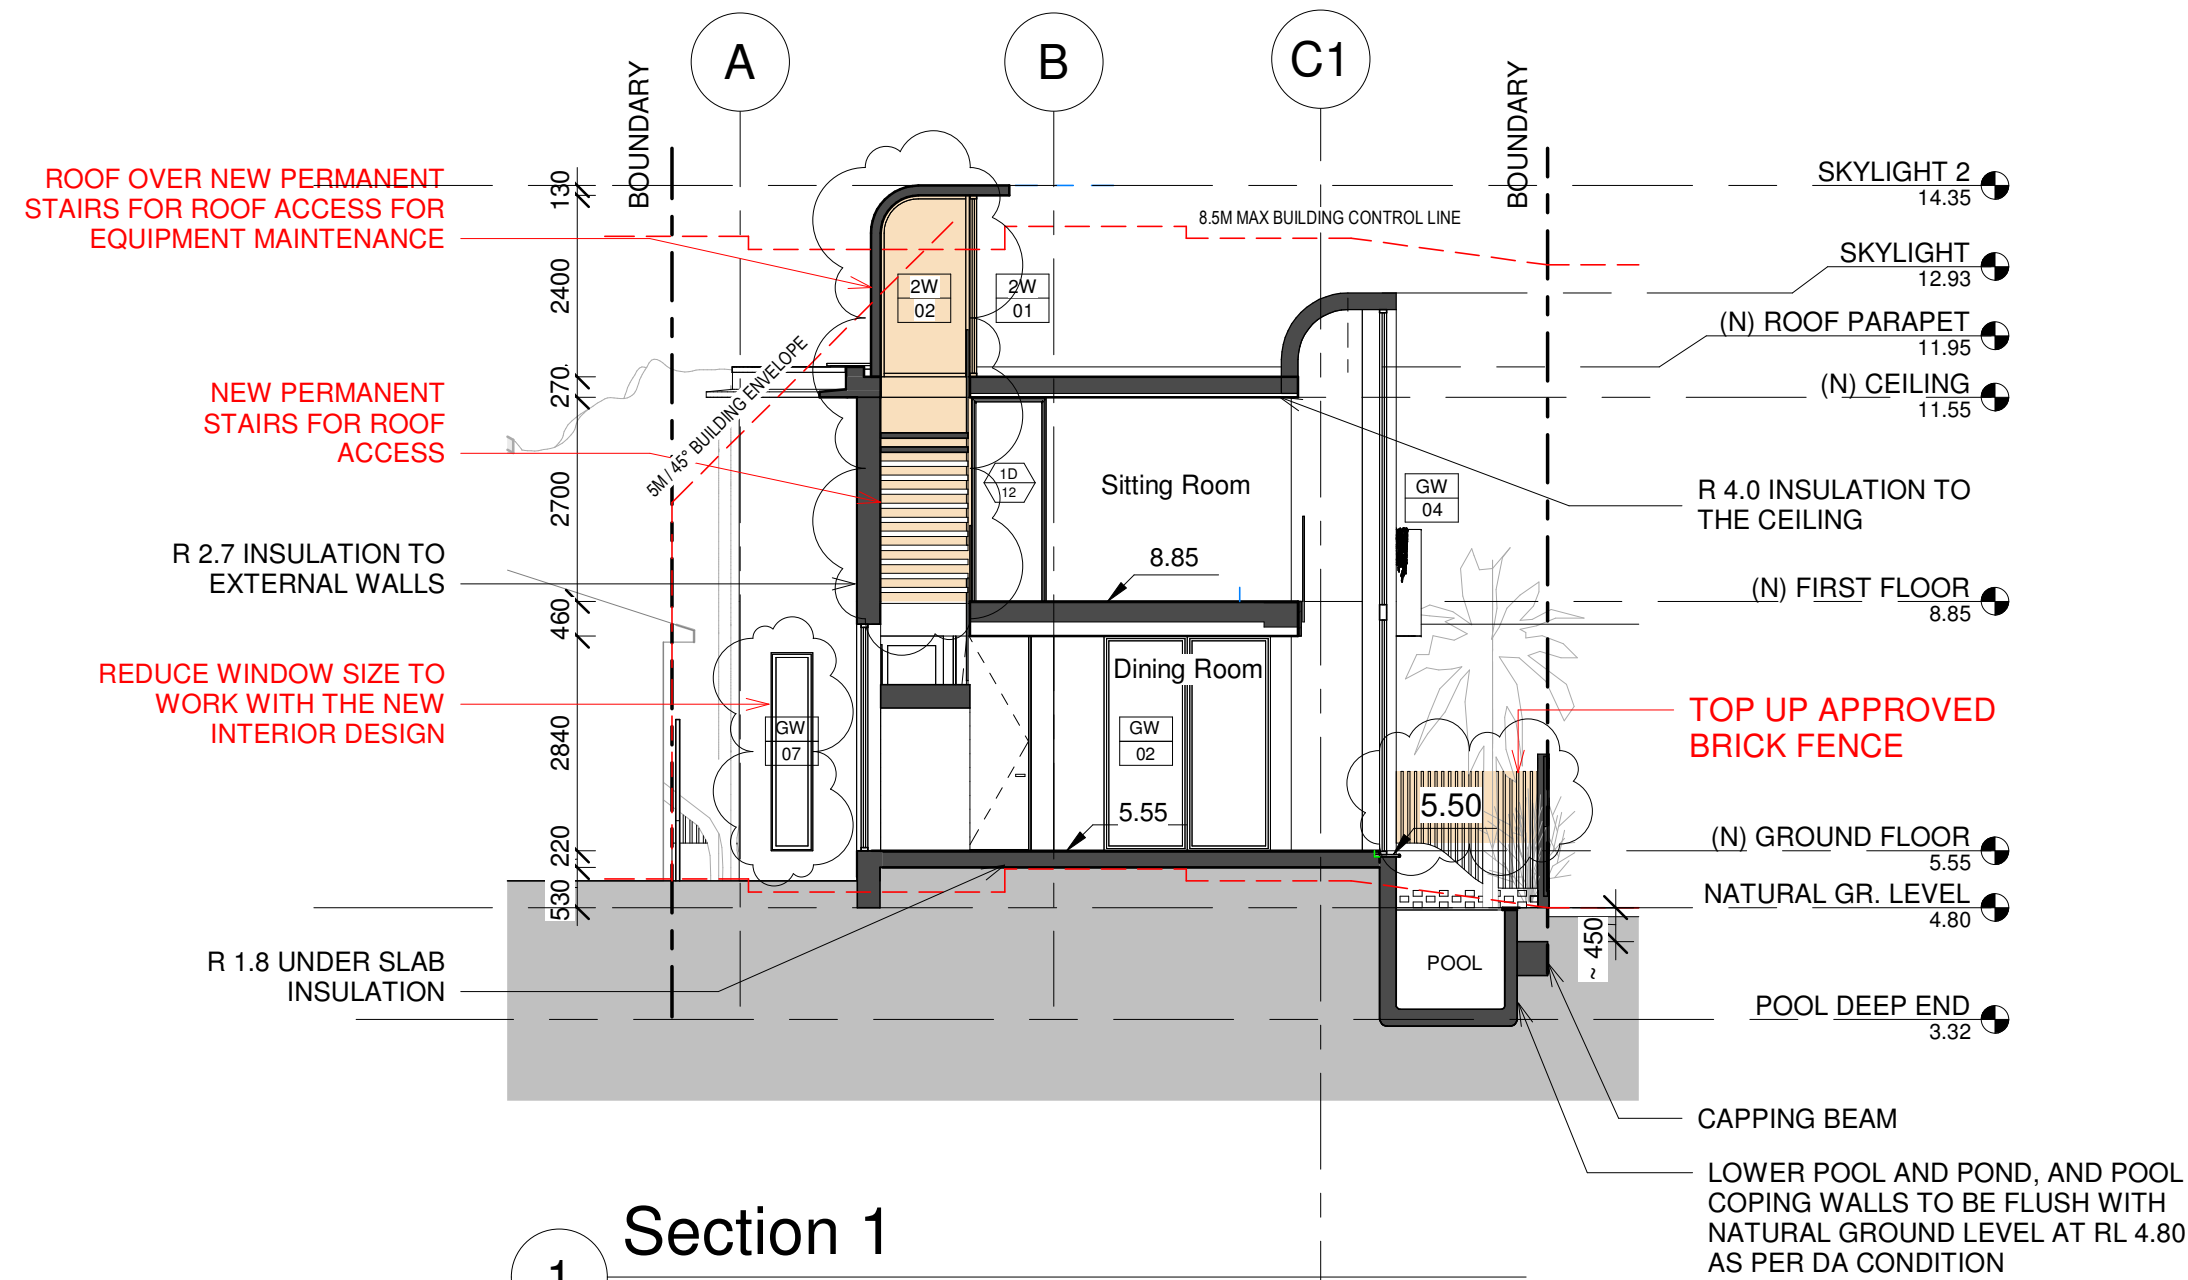 A
B
C1
BOUNDARY
BOUNDARY
ROOF OVER NEW PERMANENT
STAIRS FOR ROOF ACCESS FOR
EQUIPMENT MAINTENANCE
NEW PERMANENT
STAIRS FOR ROOF
ACCESS
R 2.7 INSULATION TO
EXTERNAL WALLS
REDUCE WINDOW SIZE TO
WORK WITH THE NEW
INTERIOR DESIGN
R 1.8 UNDER SLAB
INSULATION
130
2400
270
2700
460
2840
220
530
5M / 45° BUILDING ENVELOPE
8.5M MAX BUILDING CONTROL LINE
2W
02
2W
01
1D
12
Sitting Room
8.85
GW
04
Dining Room
GW
07
GW
02
5.55
5.50
POOL
~ 450
SKYLIGHT 2
14.35
SKYLIGHT
12.93
(N) ROOF PARAPET
11.95
(N) CEILING
11.55
R 4.0 INSULATION TO
THE CEILING
(N) FIRST FLOOR
8.85
TOP UP APPROVED
BRICK FENCE
(N) GROUND FLOOR
5.55
NATURAL GR. LEVEL
4.80
POOL DEEP END
3.32
CAPPING BEAM
LOWER POOL AND POND, AND POOL
COPING WALLS TO BE FLUSH WITH
NATURAL GROUND LEVEL AT RL 4.80
AS PER DA CONDITION
Section 1
1